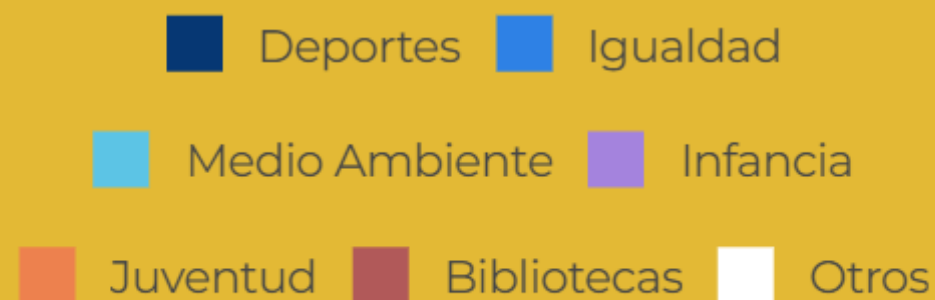 Deportes Igualdad
Medio Ambiente Infancia
Juventud Bibliotecas Otros